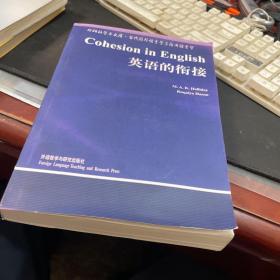 Cohesion in English
英语的衔接
M. A. K. Halliday
Ruqaiya Hasan
外语教学与研究出版社
Foreign Language Teaching and Research Press